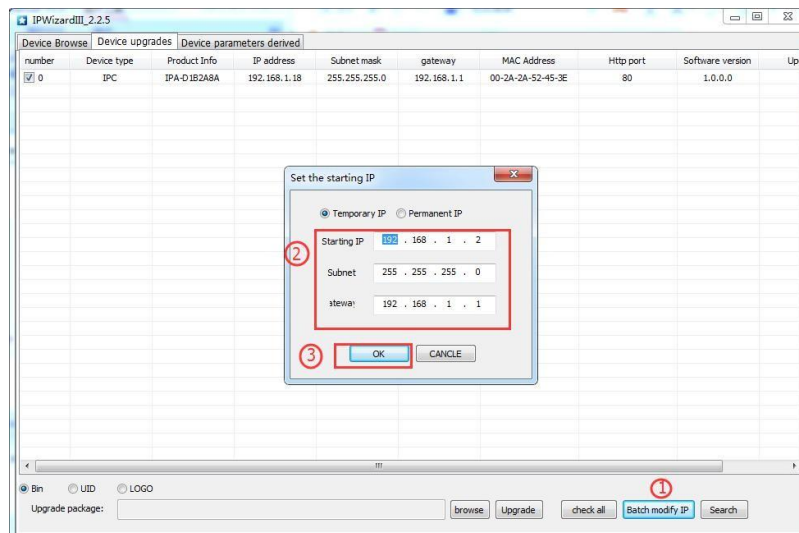 IPWizardIII_2.2.5
Device Browse Device upgrades Device parameters derived
number Device type Product Info IP address Subnet mask gateway MAC Address Http port Software version Up
0 IPC IPA-D1B2A8A 192.168.1.18 255.255.255.0 192.168.1.1 00-2A-2A-52-45-3E 80 1.0.0.0
Set the starting IP
Temporary IP Permanent IP
② Starting IP 192 . 168 . 1 . 2
Subnet 255 . 255 . 255 . 0
ateway 192 . 168 . 1 . 1
③ OK CANCLE
Bin UID LOGO ①
Upgrade package: browse Upgrade check all Batch modify IP Search